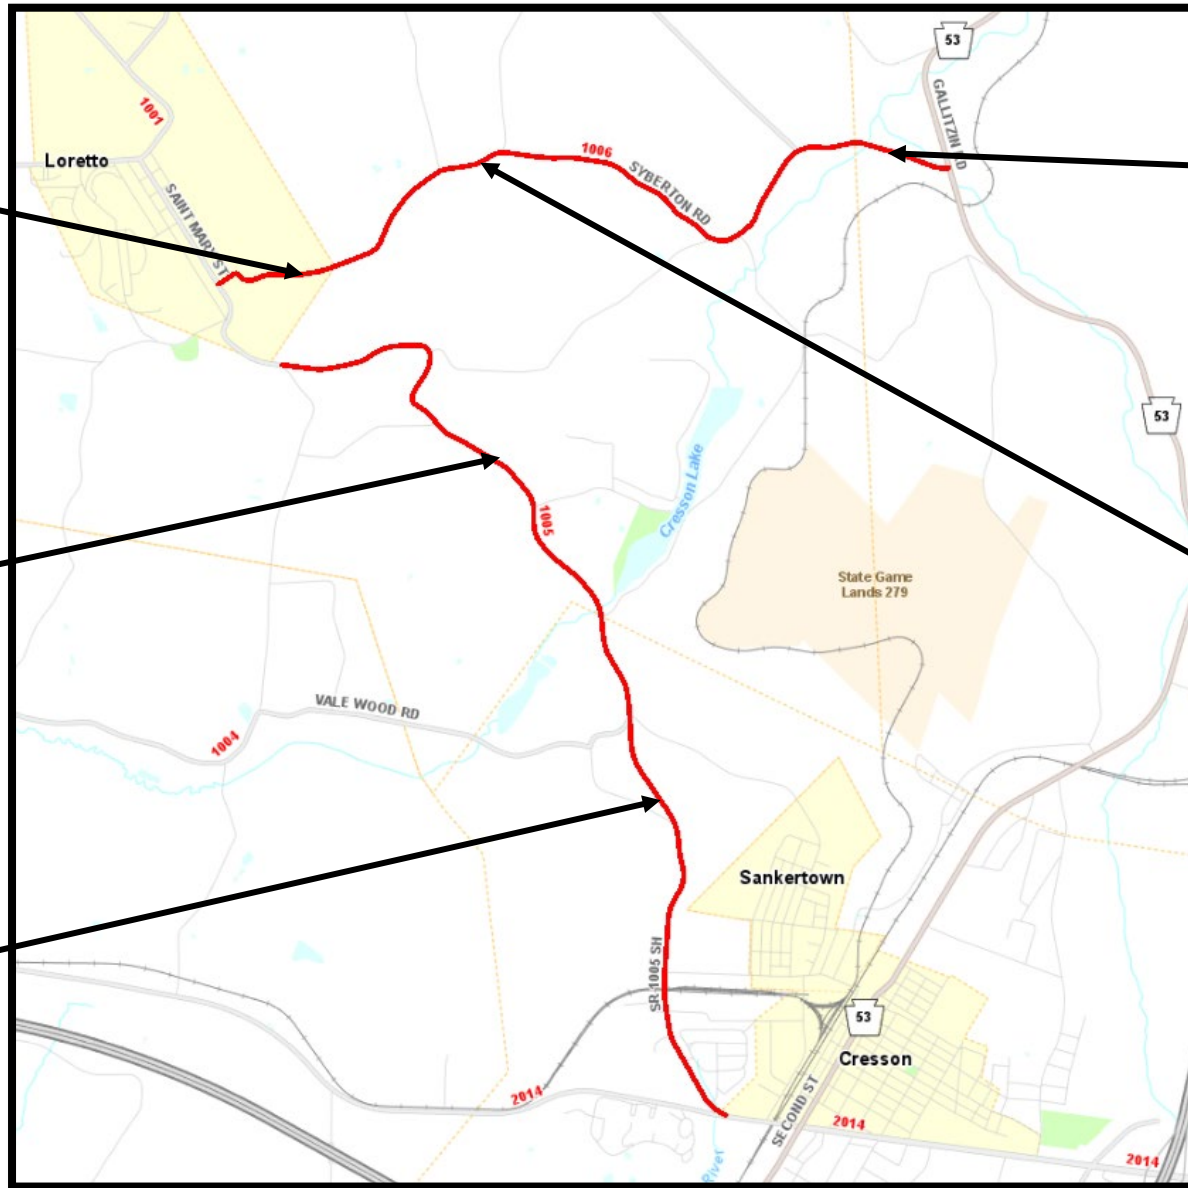 53
GALLITZIN RD
1001
Loretto
1006
SYBERTON RD
SAINT MARY ST
53
Cresson Lake
1005
State Game
Lands 279
VALE WOOD RD
1004
Sankertown
SR 1005 SH
53
Cresson
2014
SECOND ST
2014
2014
River